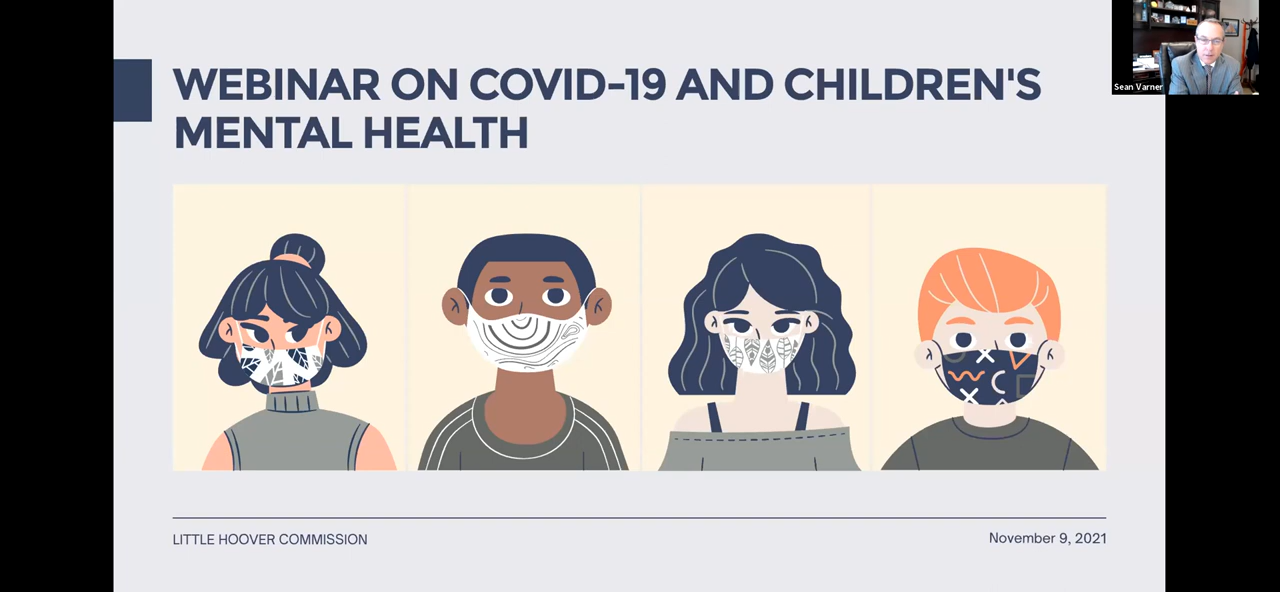 WEBINAR ON COVID-19 AND CHILDREN'S
MENTAL HEALTH
Sean Varner
LITTLE HOOVER COMMISSION
November 9, 2021